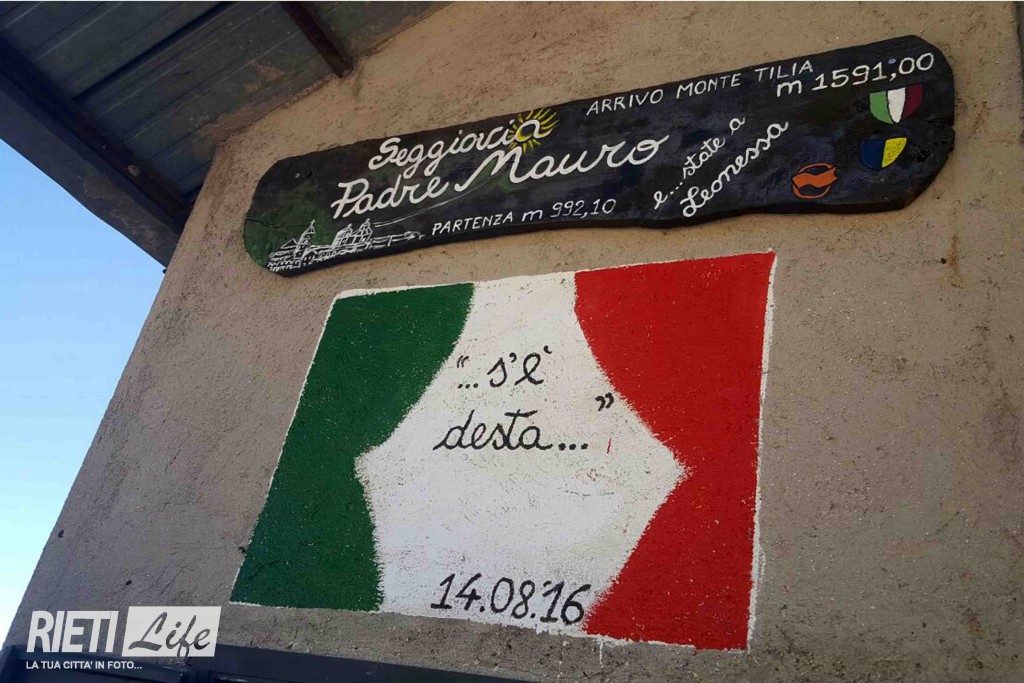 Seggiovia
Padre Mauro
PARTENZA m 992,10
ARRIVO MONTE TILIA
m 1591,00
e...state a
Leonessa
“...s'è
desta...”
14.08.16
RIETI Life
LA TUA CITTA' IN FOTO...